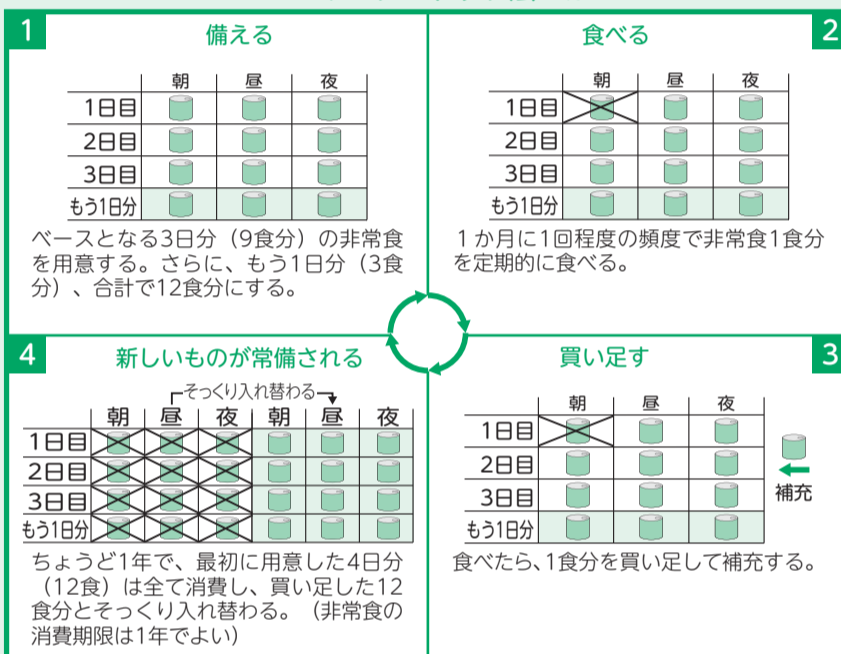 1
備える
朝 昼 夜
1日目
2日目
3日目
もう1日分
ベースとなる3日分（9食分）の非常食
を用意する。さらに、もう1日分（3食
分）、合計で12食分にする。
2
食べる
朝 昼 夜
1日目
2日目
3日目
もう1日分
１か月に1回程度の頻度で非常食1食分
を定期的に食べる。
3
買い足す
朝 昼 夜
1日目
2日目
3日目
もう1日分
補充
食べたら、1食分を買い足して補充する。
4
新しいものが常備される
そっくり入れ替わる
朝 昼 夜 朝 昼 夜
1日目
2日目
3日目
もう1日分
ちょうど1年で、最初に用意した4日分
（12食）は全て消費し、買い足した12
食分とそっくり入れ替わる。（非常食の
消費期限は1年でよい）